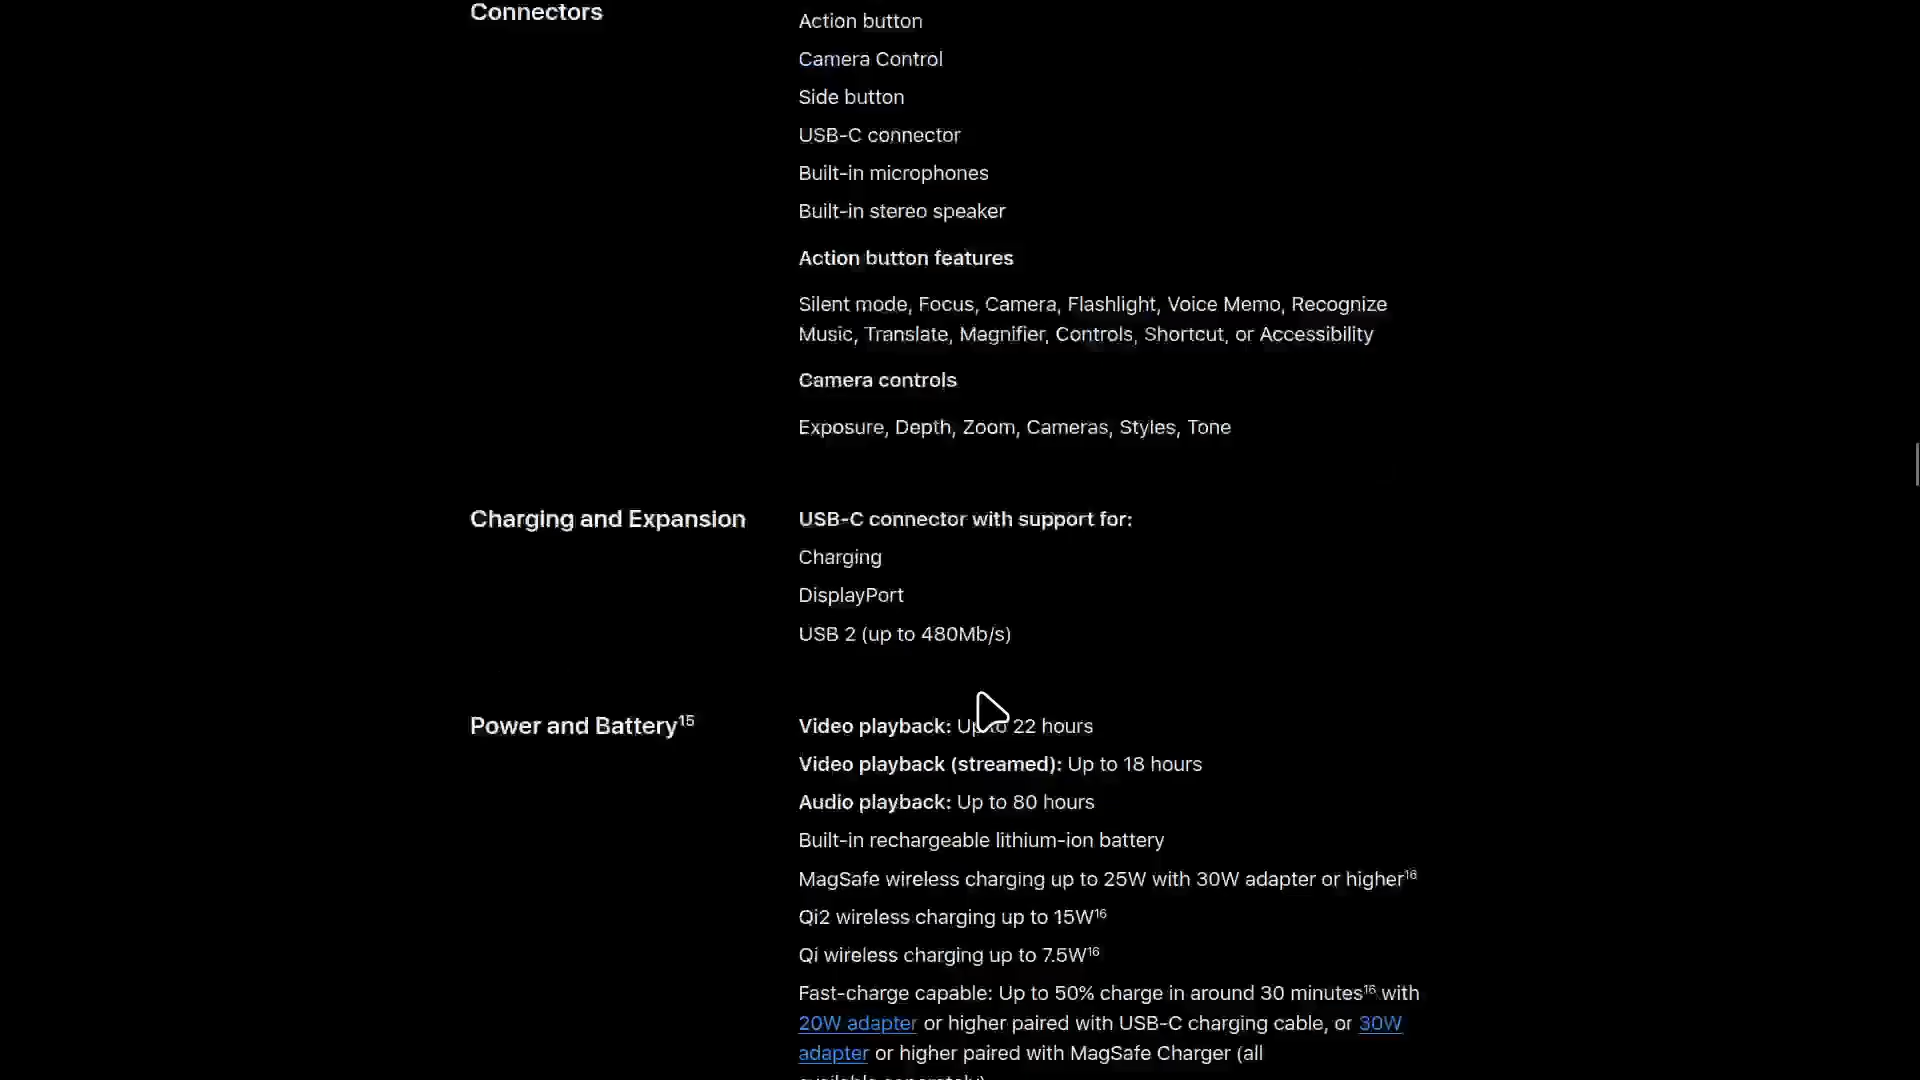 Connectors
Action button
Camera Control
Side button
USB-C connector
Built-in microphones
Built-in stereo speaker
Action button features
Silent mode, Focus, Camera, Flashlight, Voice Memo, Recognize
Music, Translate, Magnifier, Controls, Shortcut, or Accessibility
Camera controls
Exposure, Depth, Zoom, Cameras, Styles, Tone
Charging and Expansion
USB-C connector with support for:
Charging
DisplayPort
USB 2 (up to 480Mb/s)
Power and Battery15
Video playback: Up to 22 hours
Video playback (streamed): Up to 18 hours
Audio playback: Up to 80 hours
Built-in rechargeable lithium-ion battery
MagSafe wireless charging up to 25W with 30W adapter or higher16
Qi2 wireless charging up to 15W16
Qi wireless charging up to 7.5W16
Fast-charge capable: Up to 50% charge in around 30 minutes16 with
20W adapter or higher paired with USB-C charging cable, or 30W
adapter or higher paired with MagSafe Charger (all
available separately)